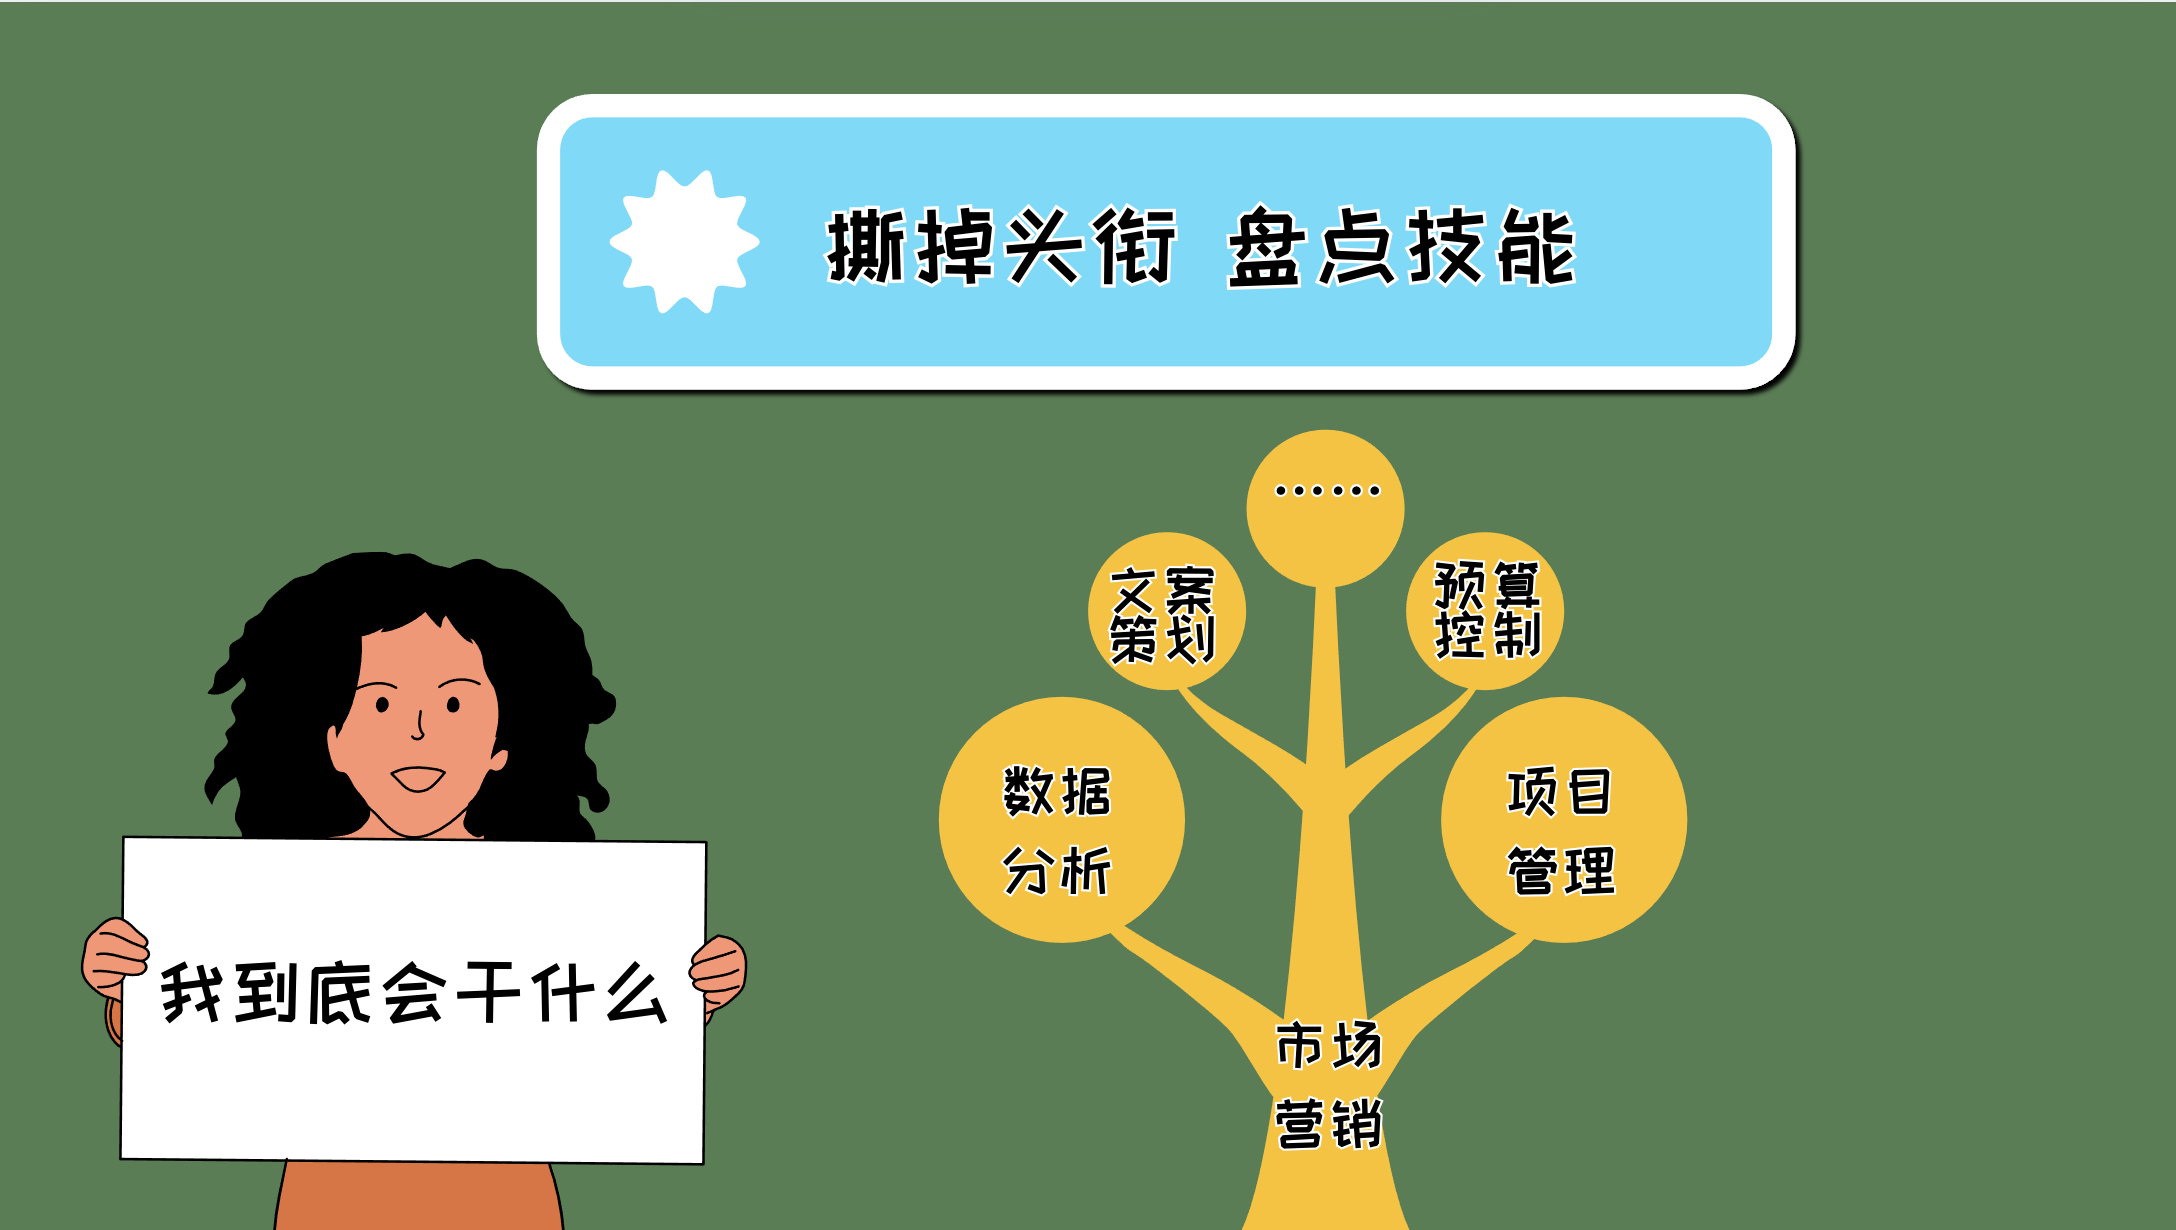 撕掉头衔 盘点技能
……
文案
策划
预算
控制
数据
分析
项目
管理
我到底会干什么
市场
营销